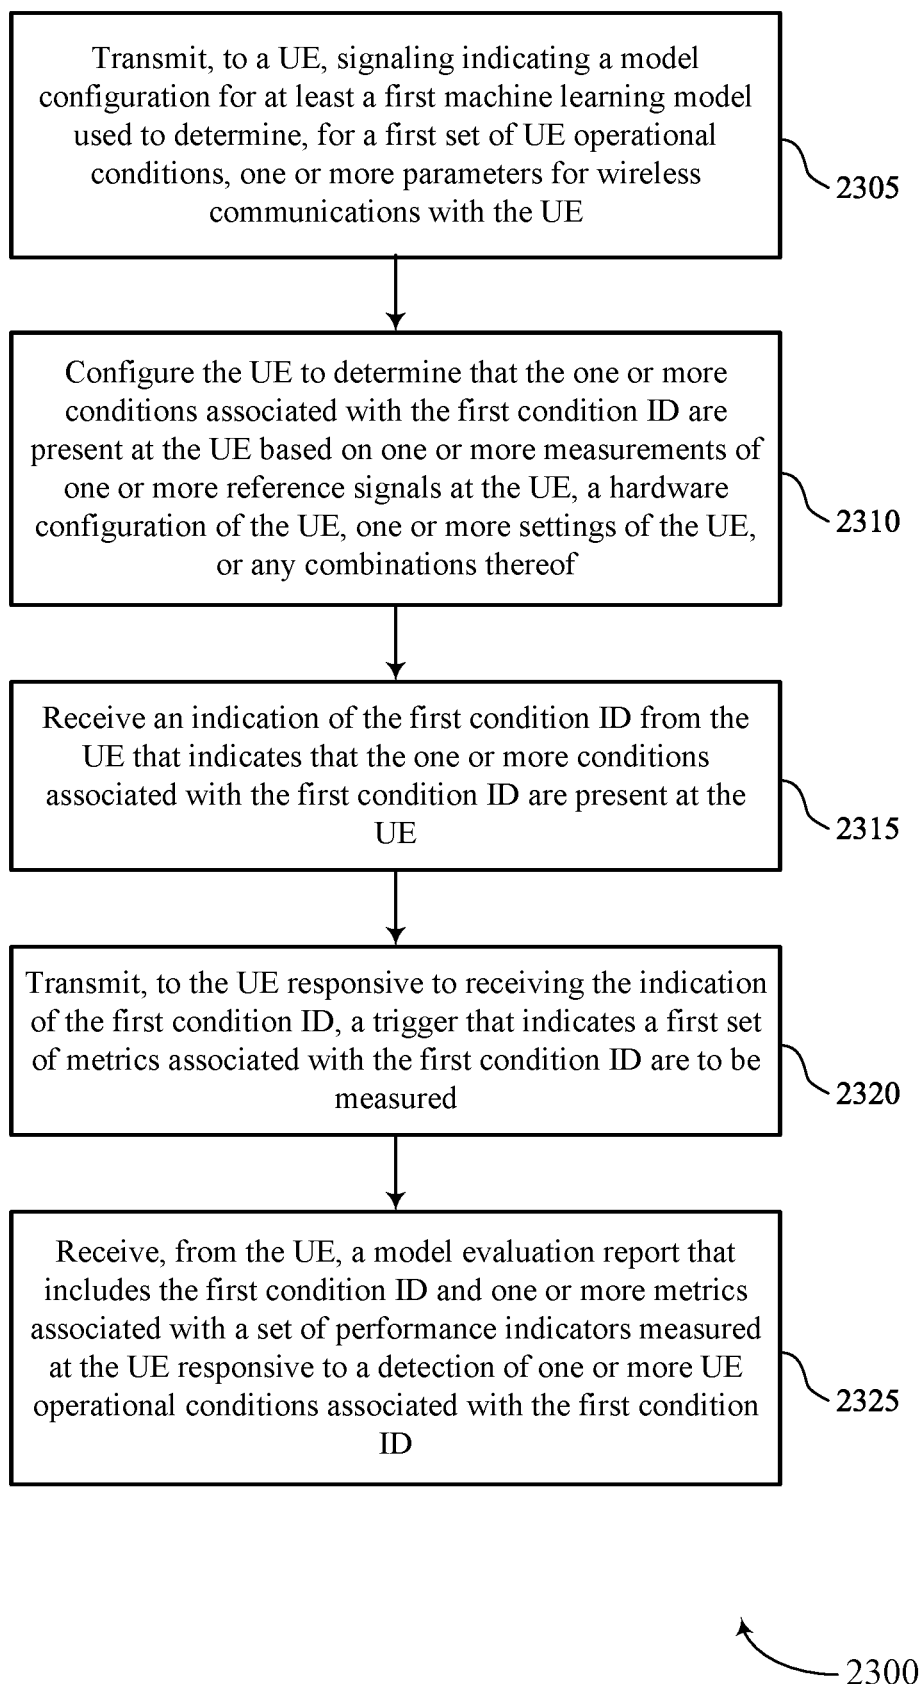 Transmit, to a UE, signaling indicating a model
configuration for at least a first machine learning model
used to determine, for a first set of UE operational
conditions, one or more parameters for wireless
communications with the UE
2305
Configure the UE to determine that the one or more
conditions associated with the first condition ID are
present at the UE based on one or more measurements of
one or more reference signals at the UE, a hardware
configuration of the UE, one or more settings of the UE,
or any combinations thereof
2310
Receive an indication of the first condition ID from the
UE that indicates that the one or more conditions
associated with the first condition ID are present at the
UE
2315
Transmit, to the UE responsive to receiving the indication
of the first condition ID, a trigger that indicates a first set
of metrics associated with the first condition ID are to be
measured
2320
Receive, from the UE, a model evaluation report that
includes the first condition ID and one or more metrics
associated with a set of performance indicators measured
at the UE responsive to a detection of one or more UE
operational conditions associated with the first condition
ID
2325
2300